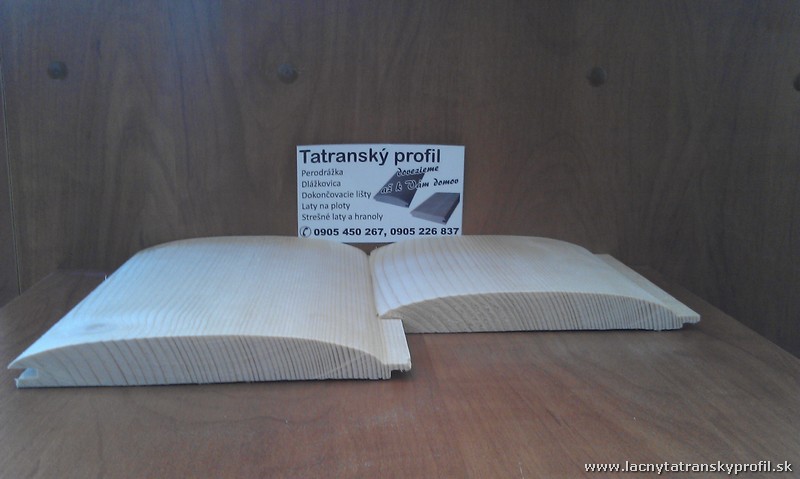 Tatranský profil
Perodrážka
Dlážkovica
Dokončovacie lišty
Laty na ploty
Strešné laty a hranoly
dovezieme
až k Vám domov
✆ 0905 450 267, 0905 226 837
www.lacnytatranskyprofil.sk